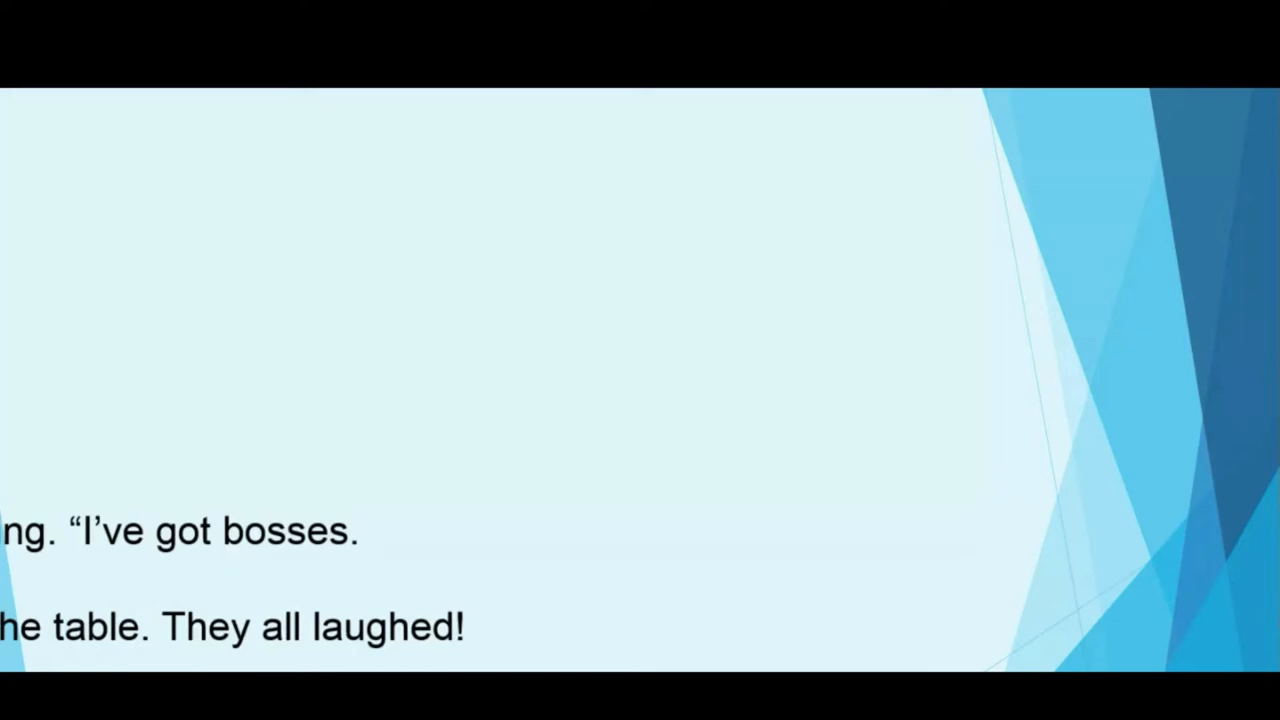 ng. “I’ve got bosses.
he table. They all laughed!